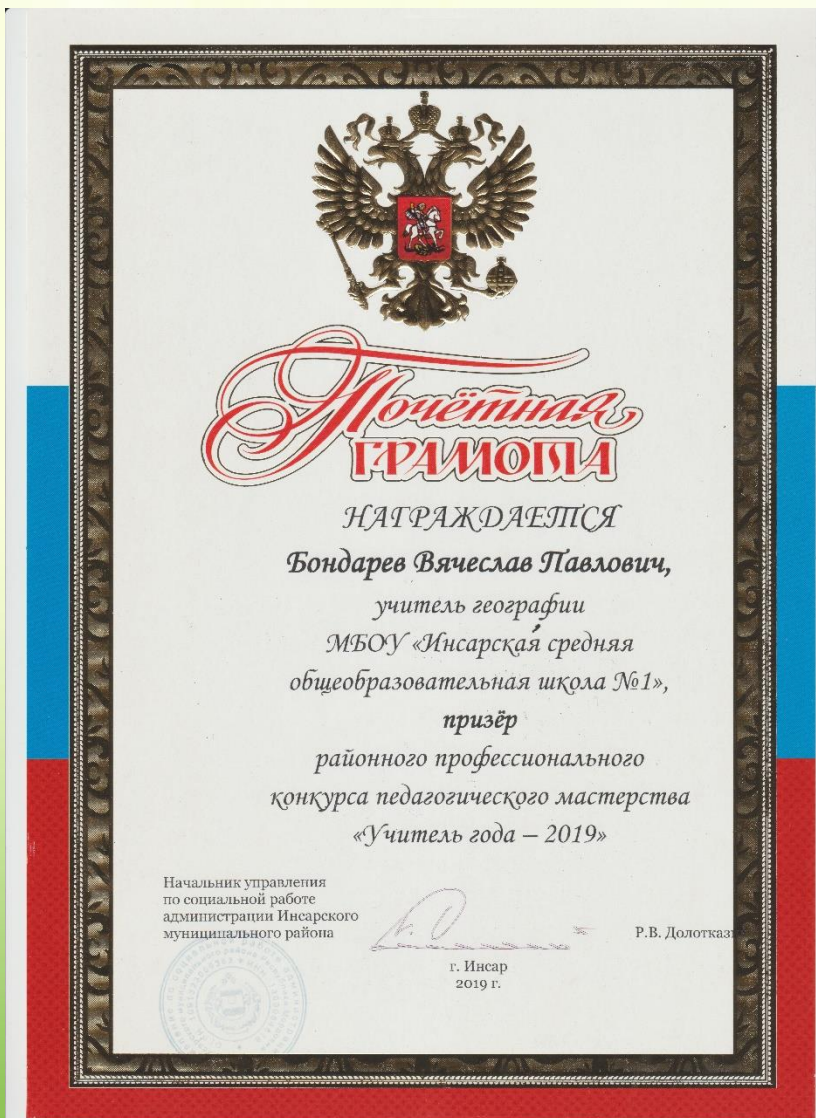 Почётная
ГРАМОТА
НАГРАЖДАЕТСЯ
Бондарев Вячеслав Павлович,
учитель географии
МБОУ «Инсарская средняя
общеобразовательная школа №1»,
призёр
районного профессионального
конкурса педагогического мастерства
«Учитель года – 2019»
Начальник управления
по социальной работе
администрации Инсарского
муниципального района
Р.В.
г. Инсар
2019 г.